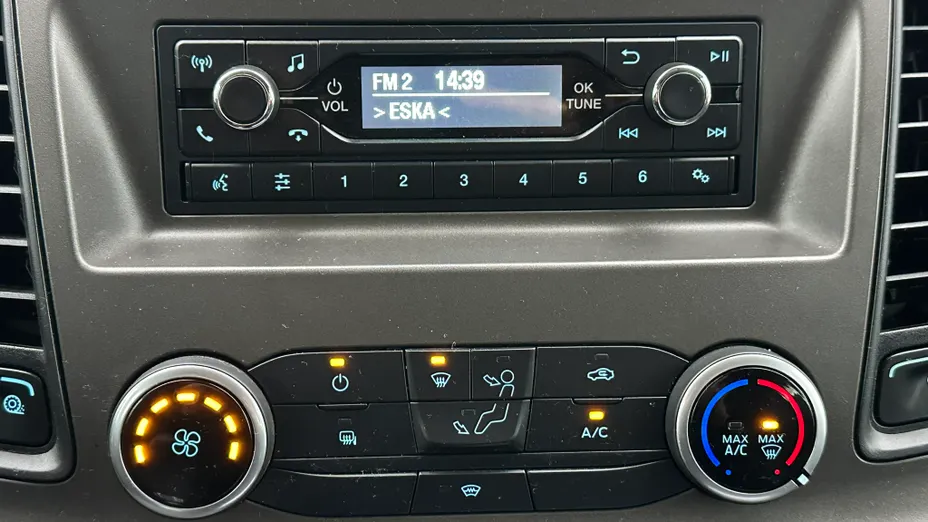 FM 2 14:39
> ESKA <
VOL
OK
TUNE
1 2 3 4 5 6
A/C
MAX A/C
MAX